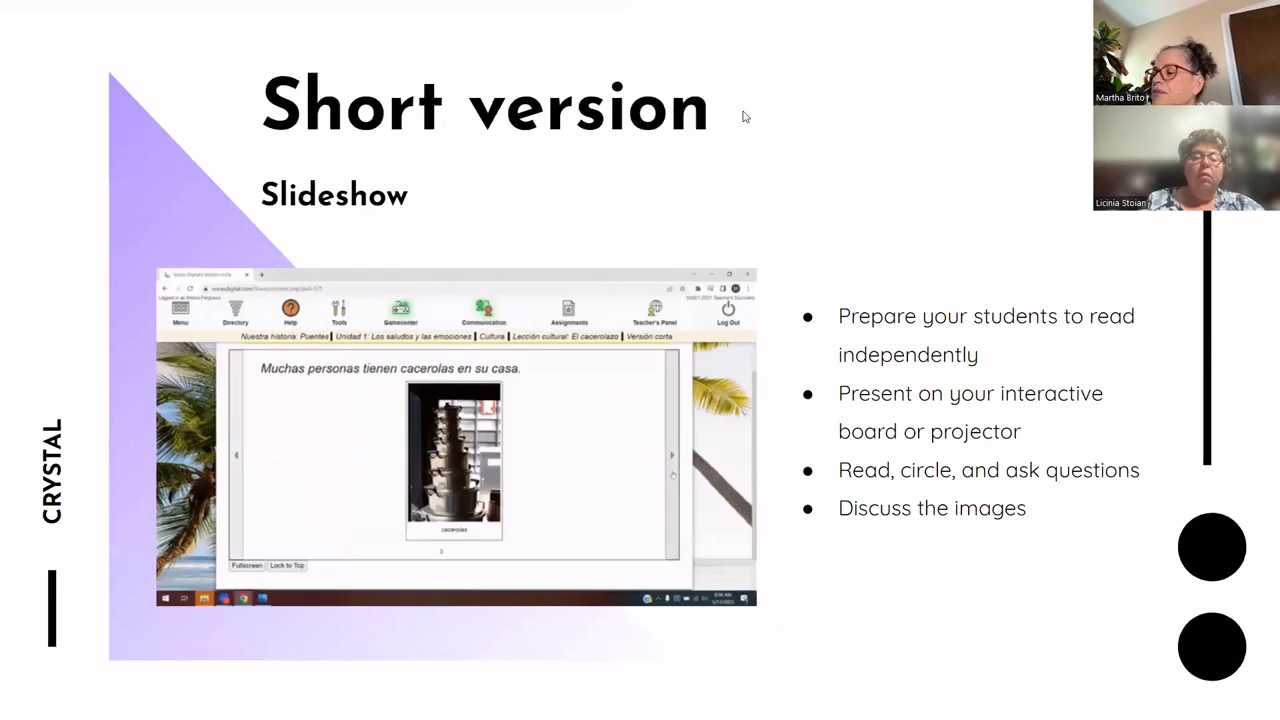 Short version
Slideshow
CRYSTAL
Martha Brito
Licinia Stoian
Menu
Directory
Help
Tools
Gamecenter
Communication
Assignments
Teacher's Panel
Log Out
Nuestra historia: Puentes | Unidad 1: Los saludos y las emociones | Cultura | Lección cultural: El cacerolazo | Versión corta
Muchas personas tienen cacerolas en su casa.
cacerolas
3
Fullscreen
Lock to Top
● Prepare your students to read
independently
● Present on your interactive
board or projector
● Read, circle, and ask questions
● Discuss the images